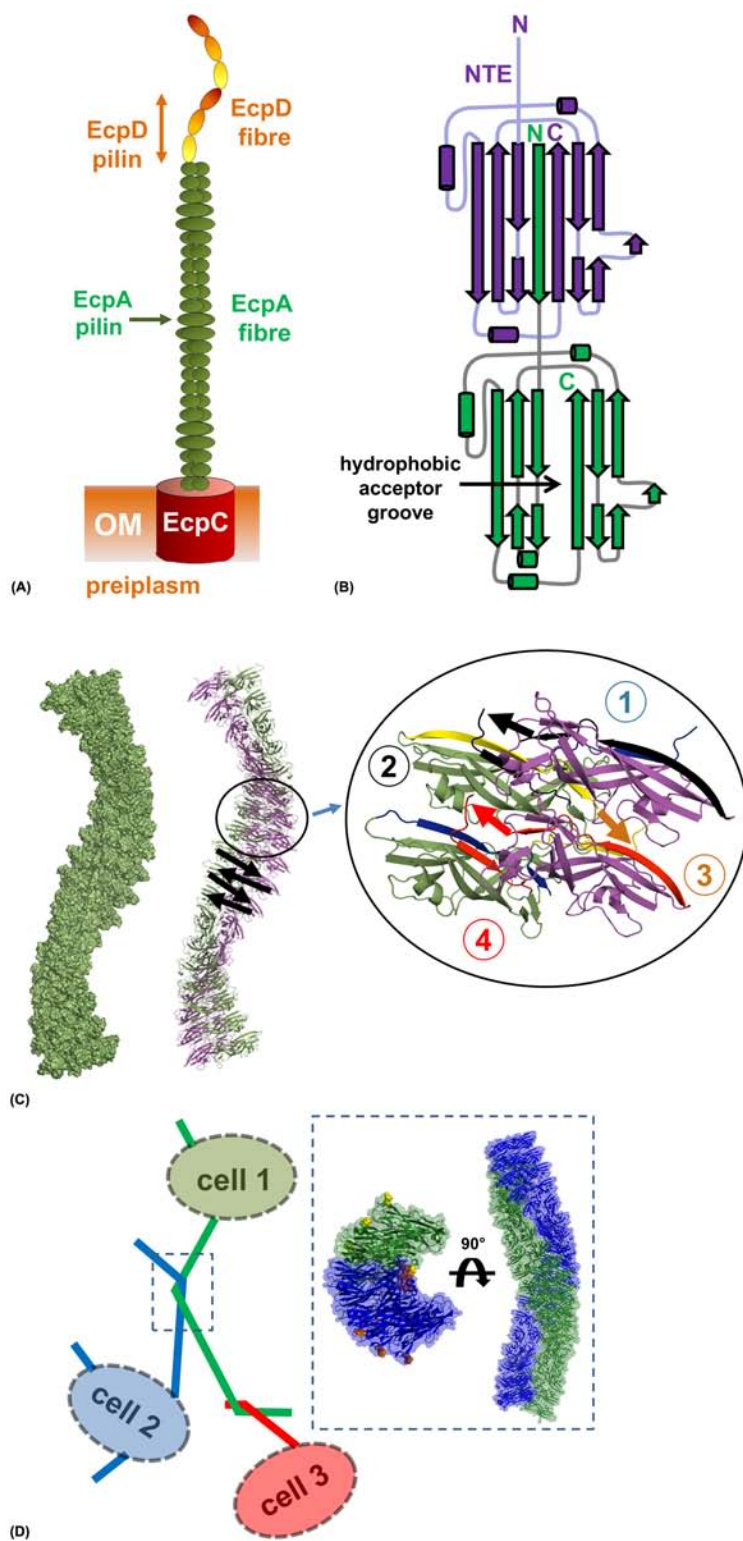 EcpD
pilin
EcpD
fibre
EcpA
pilin
EcpA
fibre
OM
EcpC
preiplasm
(A)
N
NTE
N C
C
hydrophobic
acceptor
groove
(B)
1
2
3
4
(C)
cell 1
cell 2
cell 3
90°
(D)